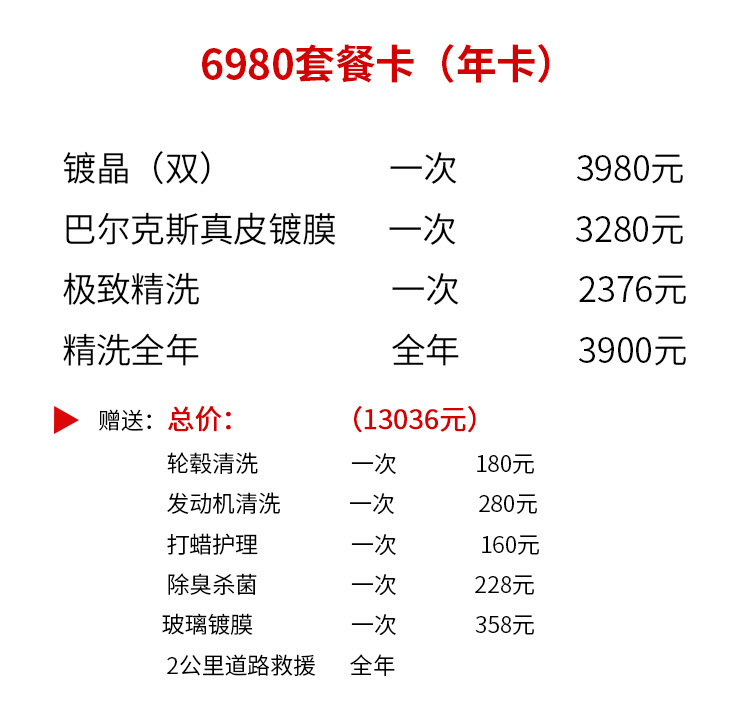 6980套餐卡（年卡）
镀晶（双） 一次 3980元
巴尔克斯真皮镀膜 一次 3280元
极致精洗 一次 2376元
精洗全年 全年 3900元
赠送：总价： （13036元）
轮毂清洗 一次 180元
发动机清洗 一次 280元
打蜡护理 一次 160元
除臭杀菌 一次 228元
玻璃镀膜 一次 358元
2公里道路救援 全年